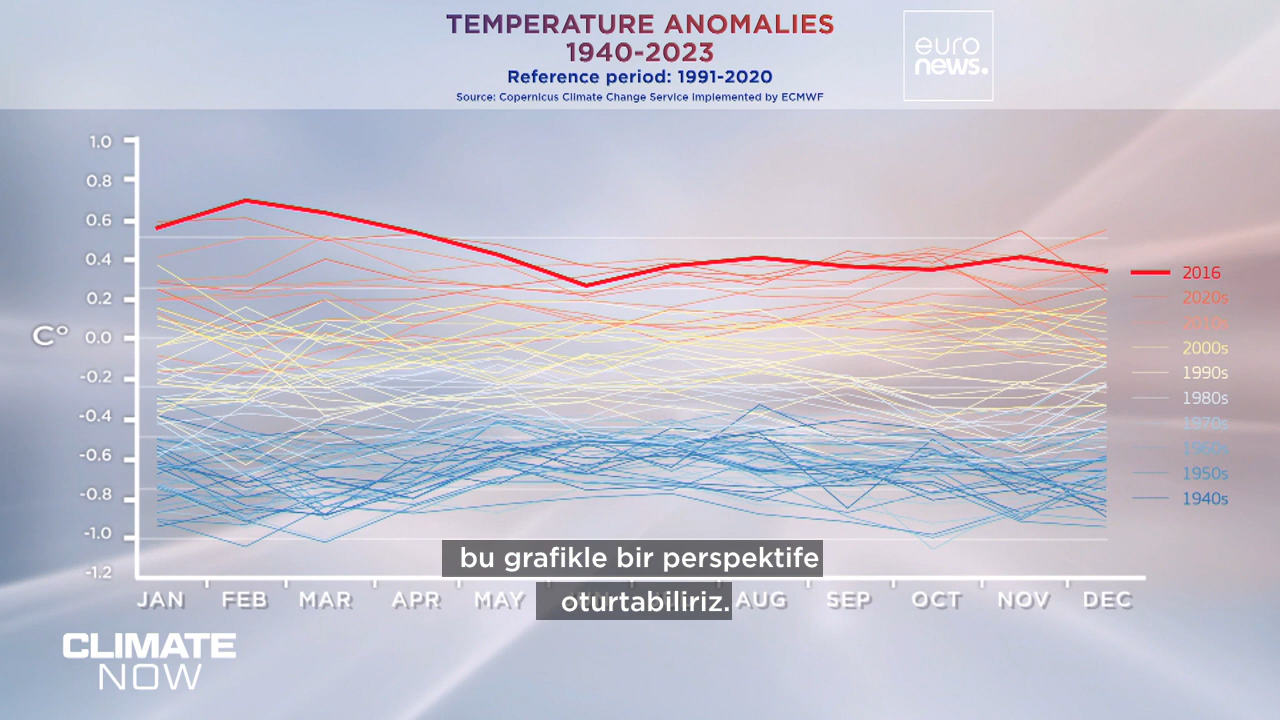 TEMPERATURE ANOMALIES
1940-2023
Reference period: 1991-2020
Source: Copernicus Climate Change Service implemented by ECMWF
euro
news.
1.0
0.8
0.6
0.4
0.2
0.0
-0.2
-0.4
-0.6
-0.8
-1.0
-1.2
C°
2016
2020s
2010s
2000s
1990s
1980s
1970s
1960s
1950s
1940s
bu grafikle bir perspektife
oturtabiliriz.
JAN FEB MAR APR MAY AUG SEP OCT NOV DEC
CLIMATE
NOW